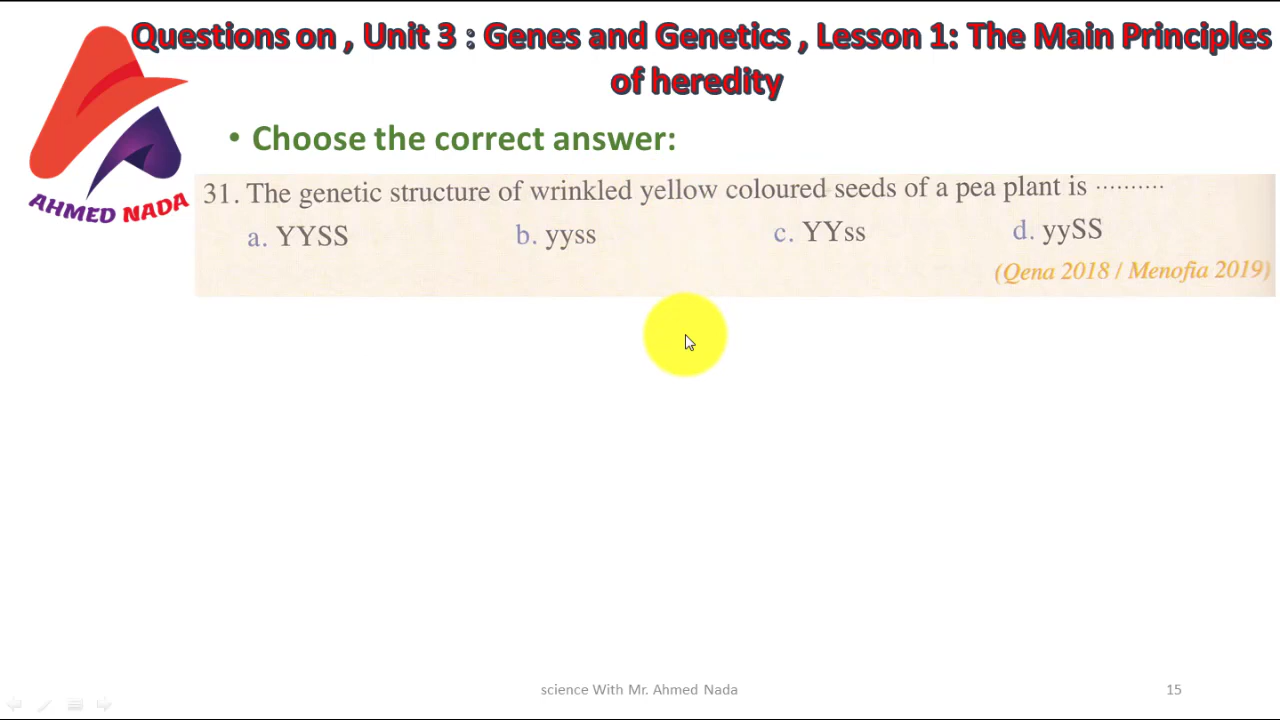 Questions on , Unit 3 : Genes and Genetics , Lesson 1: The Main Principles
of heredity
AHMED NADA
• Choose the correct answer:
31. The genetic structure of wrinkled yellow coloured seeds of a pea plant is ..........
a. YYSS b. yyss c. YYss d. yySS
(Qena 2018 / Menofia 2019)
science With Mr. Ahmed Nada 15